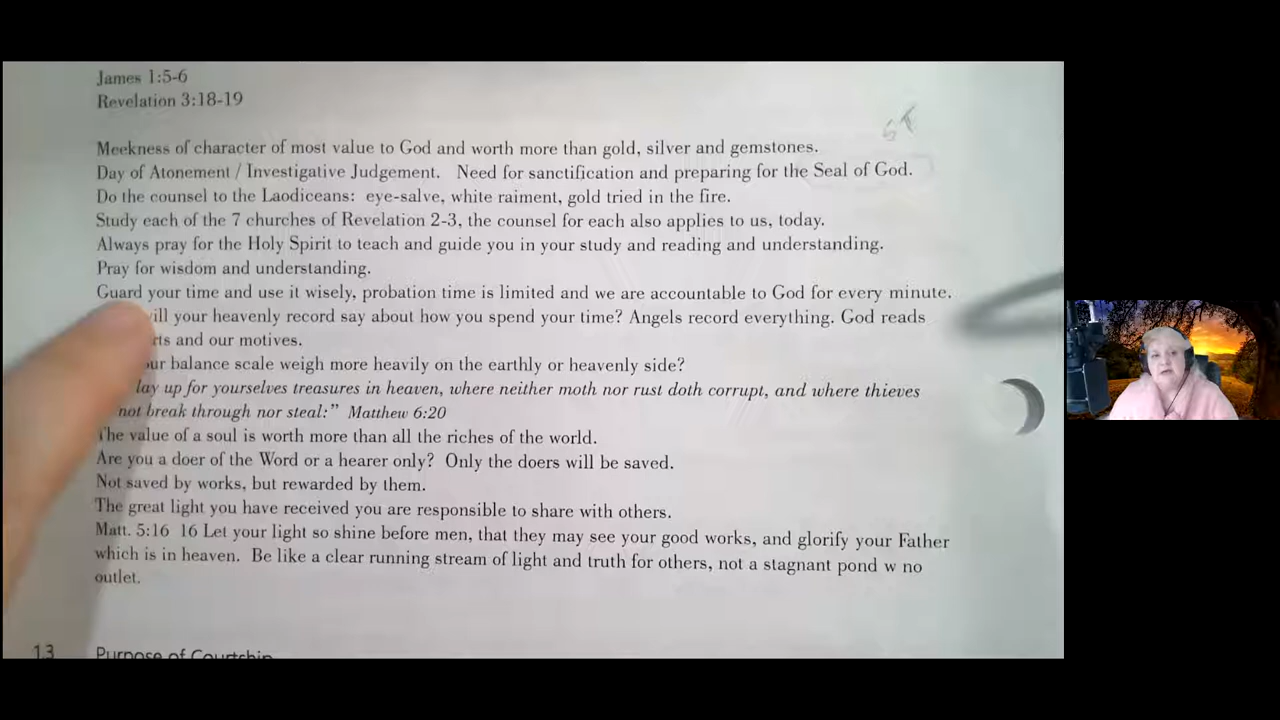 James 1:5-6
Revelation 3:18-19
Meekness of character of most value to God and worth more than gold, silver and gemstones.
Day of Atonement / Investigative Judgement. Need for sanctification and preparing for the Seal of God.
Do the counsel to the Laodiceans: eye-salve, white raiment, gold tried in the fire.
Study each of the 7 churches of Revelation 2-3, the counsel for each also applies to us, today.
Always pray for the Holy Spirit to teach and guide you in your study and reading and understanding.
Pray for wisdom and understanding.
Guard your time and use it wisely, probation time is limited and we are accountable to God for every minute.
your heavenly record say about how you spend your time? Angels record everything. God reads
and our motives.
balance scale weigh more heavily on the earthly or heavenly side?
up for yourselves treasures in heaven, where neither moth nor rust doth corrupt, and where thieves
not break through nor steal:" Matthew 6:20
The value of a soul is worth more than all the riches of the world.
Are you a doer of the Word or a hearer only? Only the doers will be saved.
Not saved by works, but rewarded by them.
The great light you have received you are responsible to share with others.
Matt. 5:16 16 Let your light so shine before men, that they may see your good works, and glorify your Father
which is in heaven. Be like a clear running stream of light and truth for others, not a stagnant pond w no
outlet.
13 Purpose of Courtship